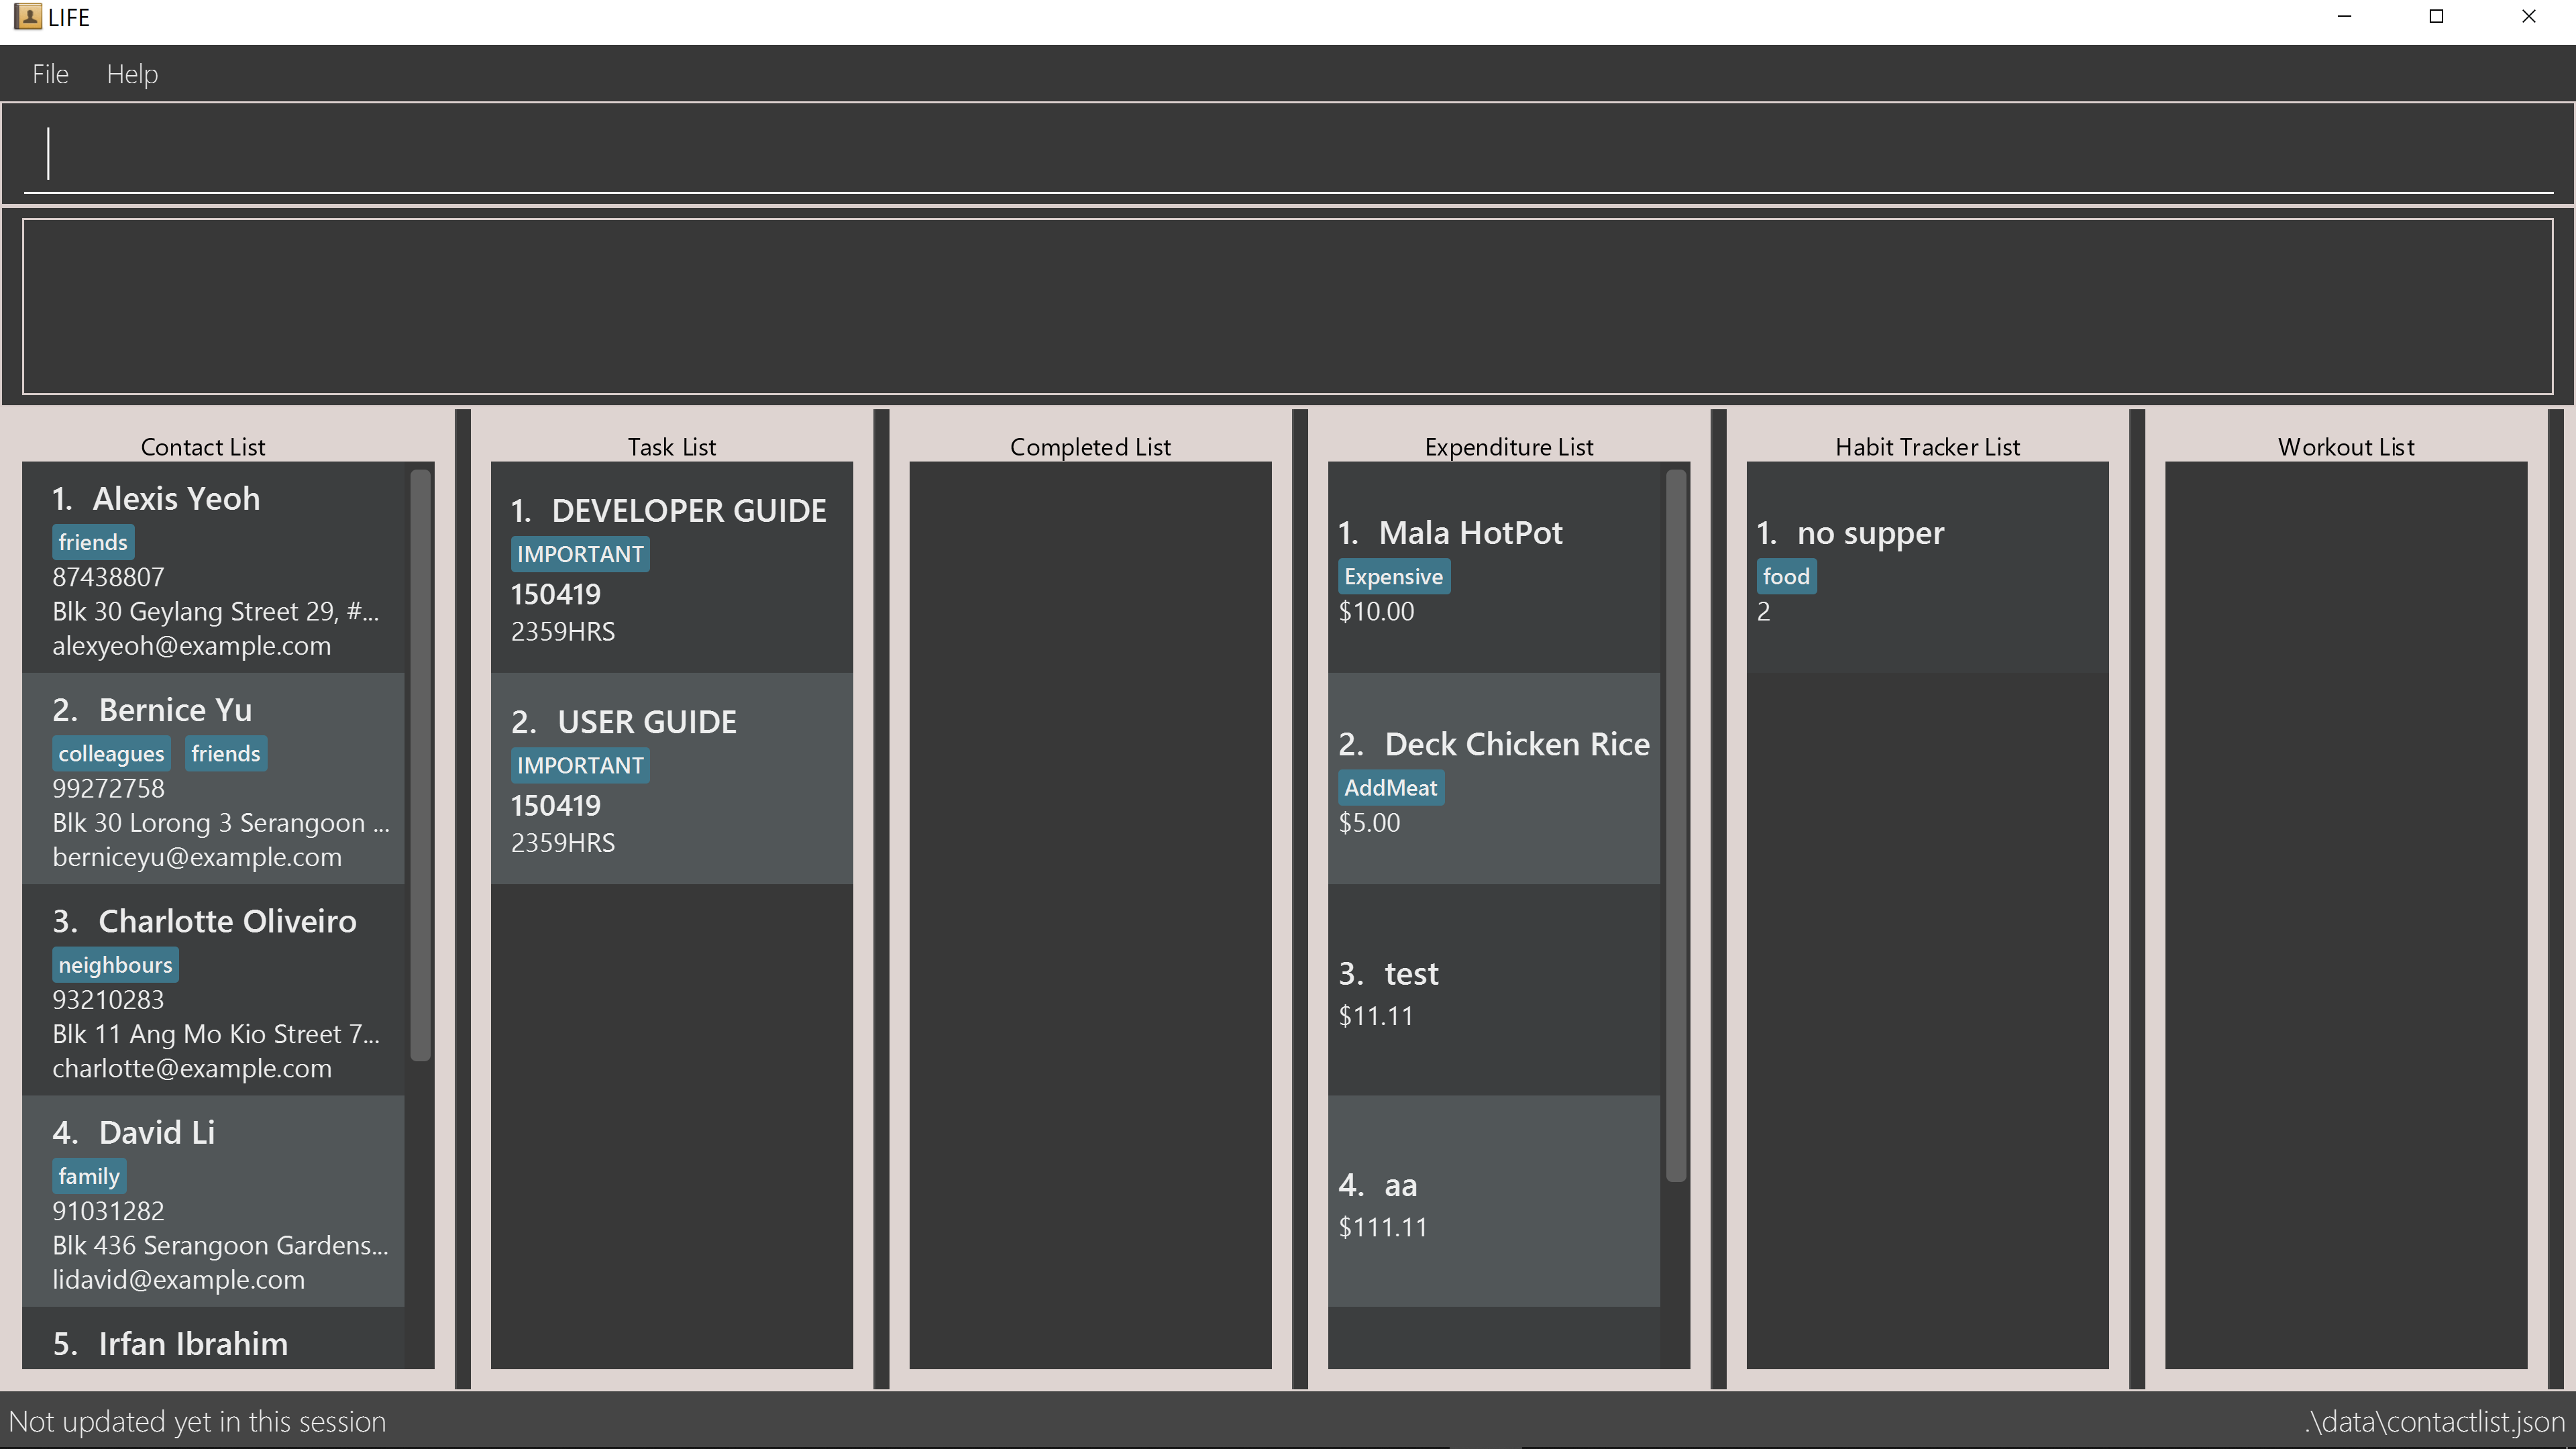 LIFE
File Help
Contact List
1. Alexis Yeoh
friends
87438807
Blk 30 Geylang Street 29, #...
alexyeoh@example.com
2. Bernice Yu
colleagues friends
99272758
Blk 30 Lorong 3 Serangoon ...
berniceyu@example.com
3. Charlotte Oliveiro
neighbours
93210283
Blk 11 Ang Mo Kio Street 7...
charlotte@example.com
4. David Li
family
91031282
Blk 436 Serangoon Gardens...
lidavid@example.com
5. Irfan Ibrahim
Task List
1. DEVELOPER GUIDE
IMPORTANT
150419
2359HRS
2. USER GUIDE
IMPORTANT
150419
2359HRS
Completed List
Expenditure List
1. Mala HotPot
Expensive
$10.00
2. Deck Chicken Rice
AddMeat
$5.00
3. test
$11.11
4. aa
$111.11
Habit Tracker List
1. no supper
food
2
Workout List
Not updated yet in this session
.\data\contactlist.json